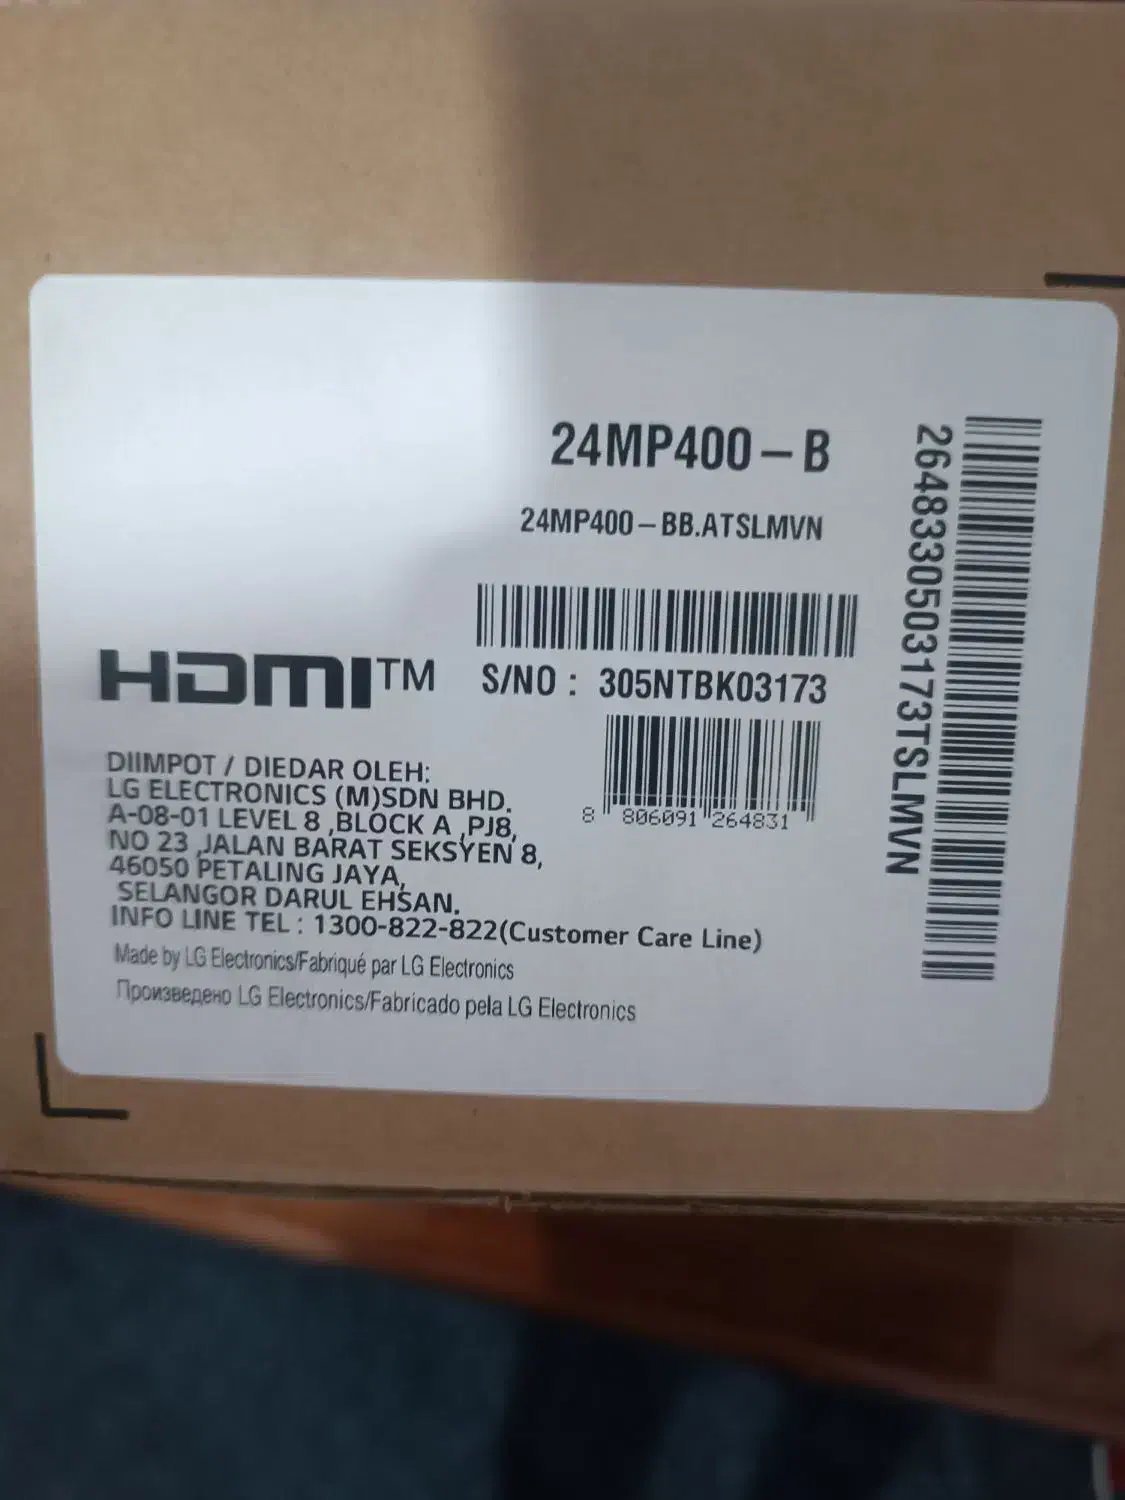 24MP400-B
24MP400-BB.ATSLMVN
HDMI™
S/NO : 305NTBK03173
8 806091 264831
DIIMPOT / DIEDAR OLEH:
LG ELECTRONICS (M)SDN BHD.
A-08-01 LEVEL 8 ,BLOCK A ,PJ8,
NO 23 ,JALAN BARAT SEKSYEN 8,
46050 PETALING JAYA,
SELANGOR DARUL EHSAN.
INFO LINE TEL : 1300-822-822(Customer Care Line)
Made by LG Electronics/Fabriqué par LG Electronics
Произведено LG Electronics/Fabricado pela LG Electronics
2648330503173TSLMVN